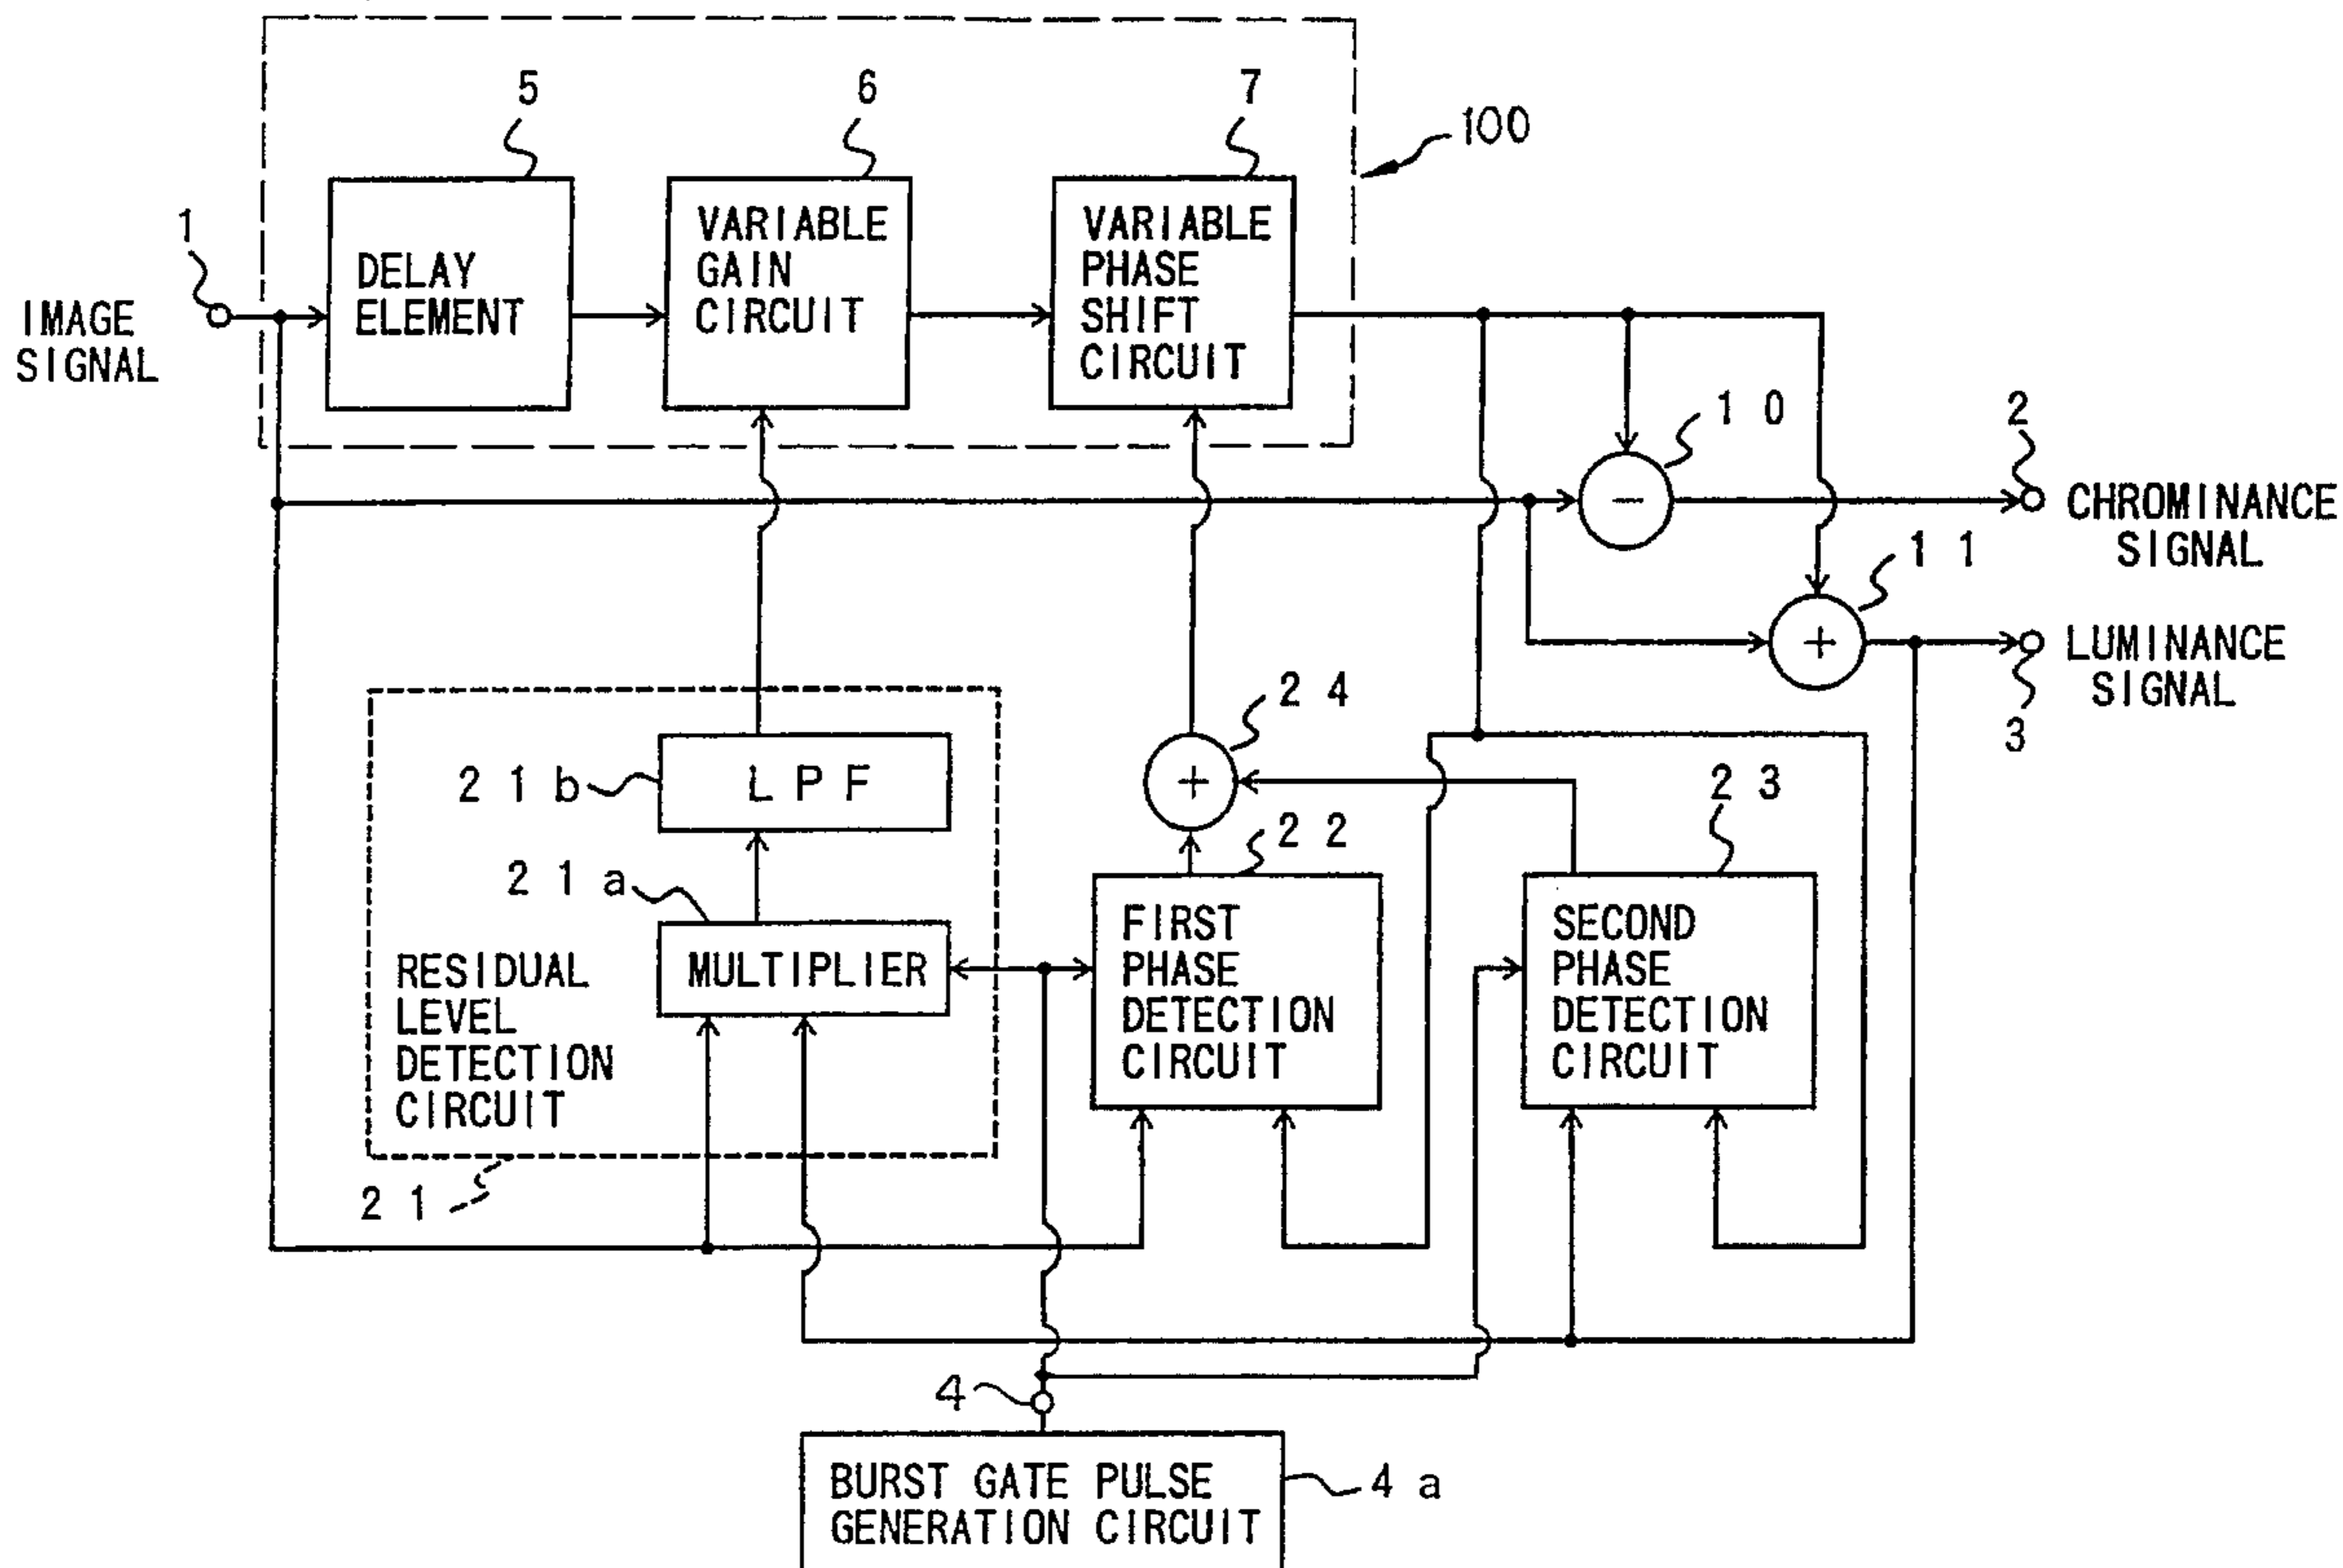 5
6
7
100
1
IMAGE
SIGNAL
DELAY
ELEMENT
VARIABLE
GAIN
CIRCUIT
VARIABLE
PHASE
SHIFT
CIRCUIT
10
−
2
CHROMINANCE
SIGNAL
11
+
LUMINANCE
SIGNAL
3
24
+
21b
LPF
23
22
21a
MULTIPLIER
RESIDUAL
LEVEL
DETECTION
CIRCUIT
21
FIRST
PHASE
DETECTION
CIRCUIT
SECOND
PHASE
DETECTION
CIRCUIT
4
BURST GATE PULSE
GENERATION CIRCUIT
4a